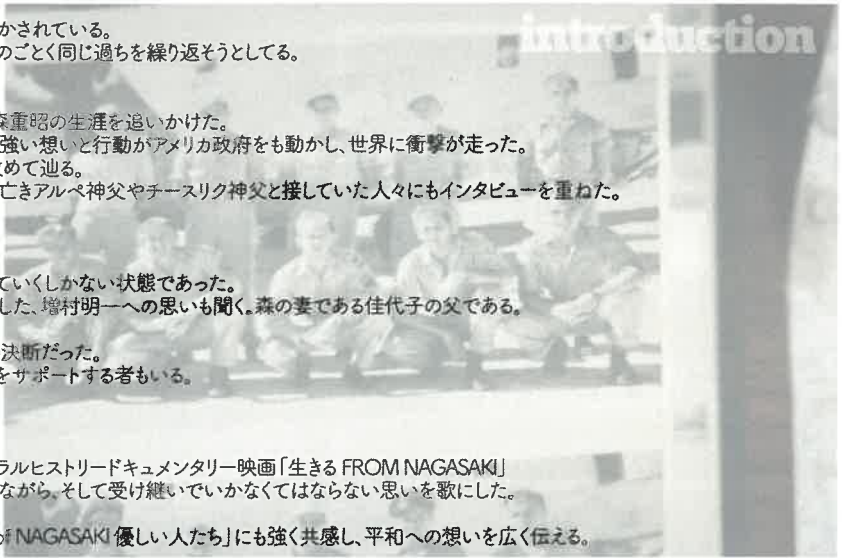 introduction
かされている。
のごとく同じ過ちを繰り返そうとしてる。
森重昭の生涯を追いかけた。
強い想いと行動がアメリカ政府をも動かし、世界に衝撃が走った。
めて辿る。
亡きアルペ神父やチースリク神父と接していた人々にもインタビューを重ねた。
ていくしかない状態であった。
した、増村明一への思いも聞く。森の妻である佳代子の父である。
決断だった。
をサポートする者もいる。
ラルヒストリードキュメンタリー映画「生きる FROM NAGASAKI」
ながら、そして受け継いでいかなくてはならない思いを歌にした。
NAGASAKI 優しい人たち」にも強く共感し、平和への想いを広く伝える。